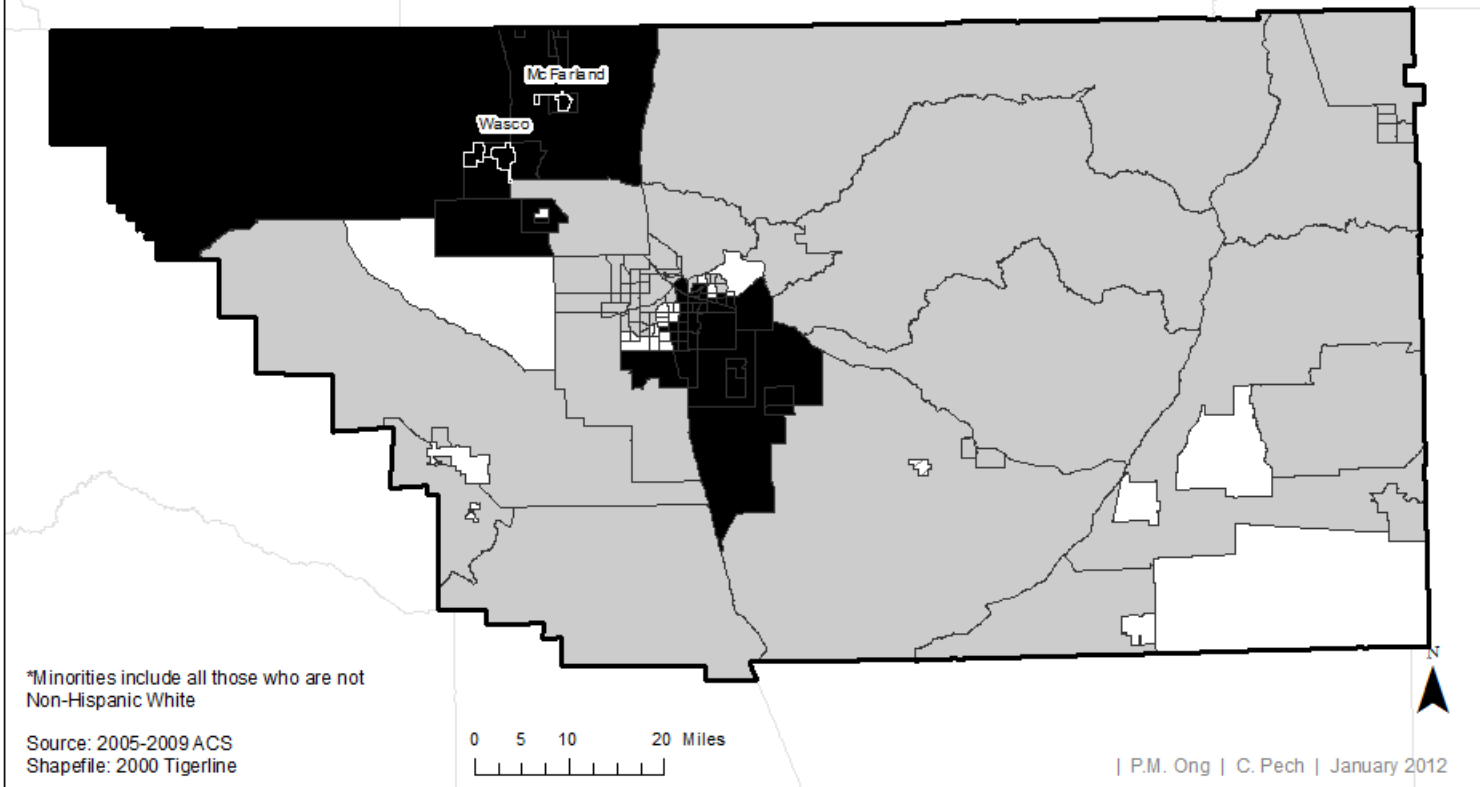 McFarland
Wasco
*Minorities include all those who are not
Non-Hispanic White
Source: 2005-2009 ACS
Shapefile: 2000 Tigerline
0 5 10 20 Miles
N
| P.M. Ong | C. Pech | January 2012